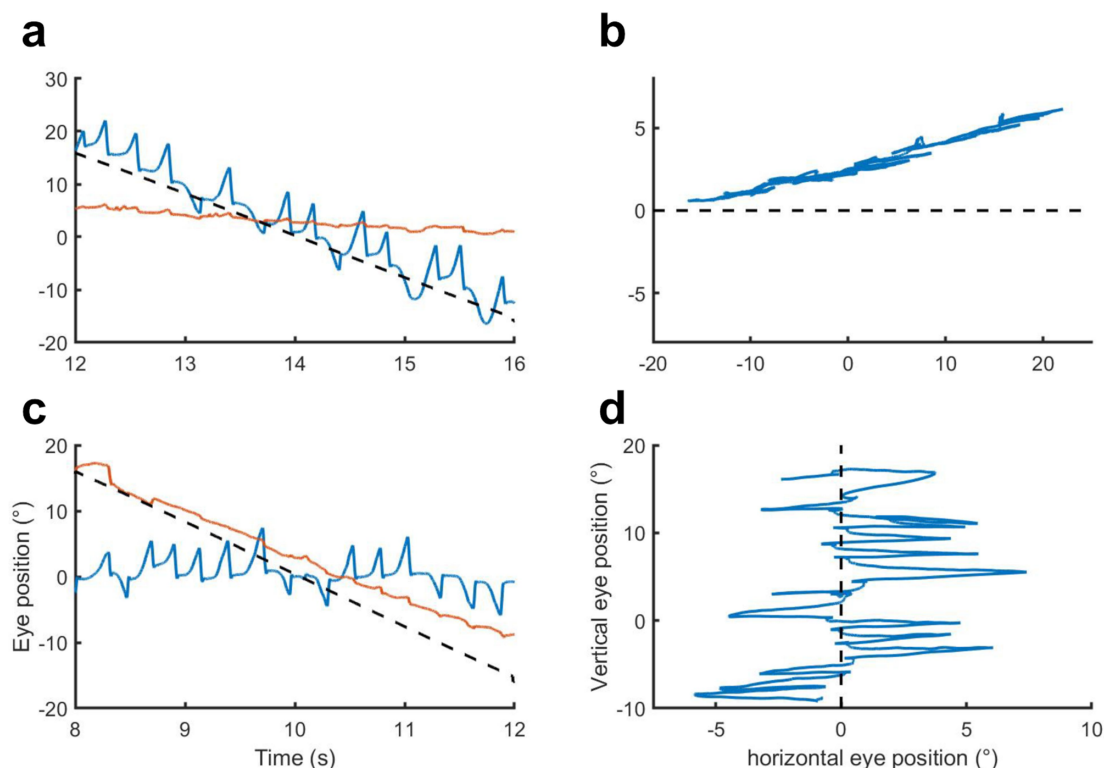 a
30
20
10
0
-10
-20
12 13 14 15 16
b
5
0
-5
-20 -10 0 10 20
c
20
10
0
-10
-20
Eye position (°)
8 9 10 11 12
Time (s)
d
20
10
0
-10
Vertical eye position (°)
-5 0 5 10
horizontal eye position (°)